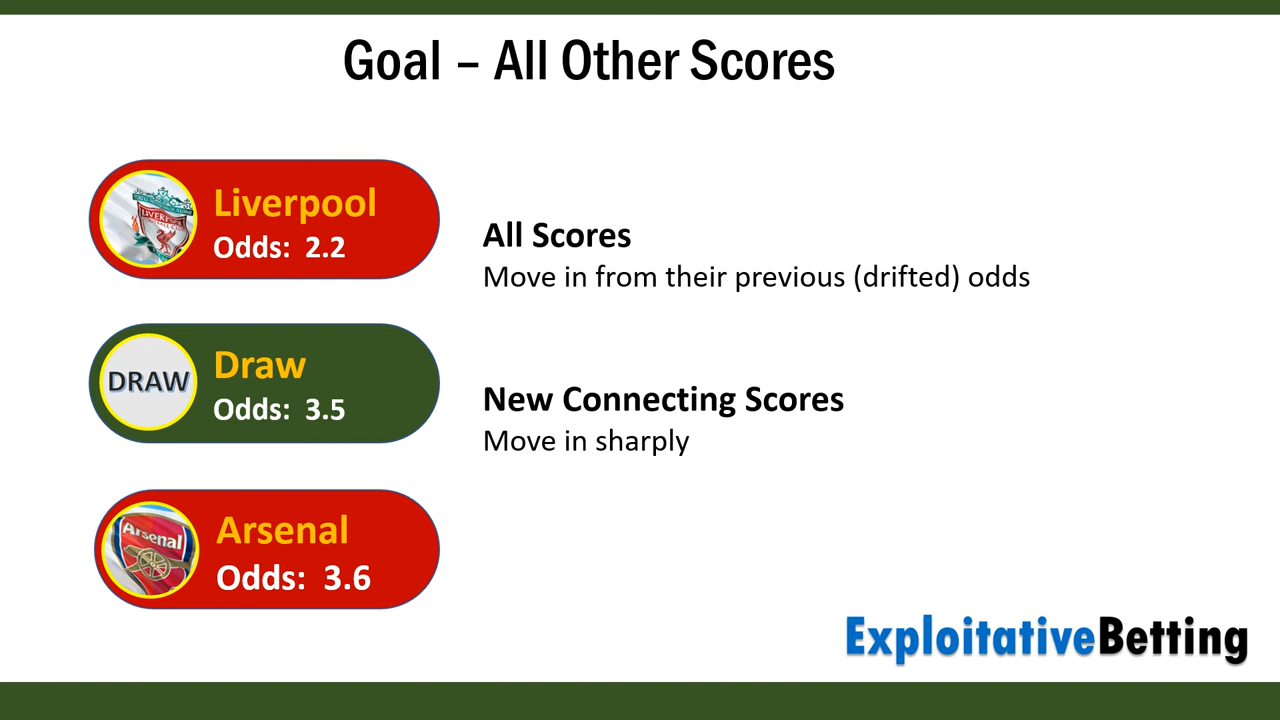 Goal – All Other Scores
Liverpool
Odds: 2.2
All Scores
Move in from their previous (drifted) odds
DRAW
Draw
Odds: 3.5
New Connecting Scores
Move in sharply
Arsenal
Arsenal
Odds: 3.6
ExploitativeBetting